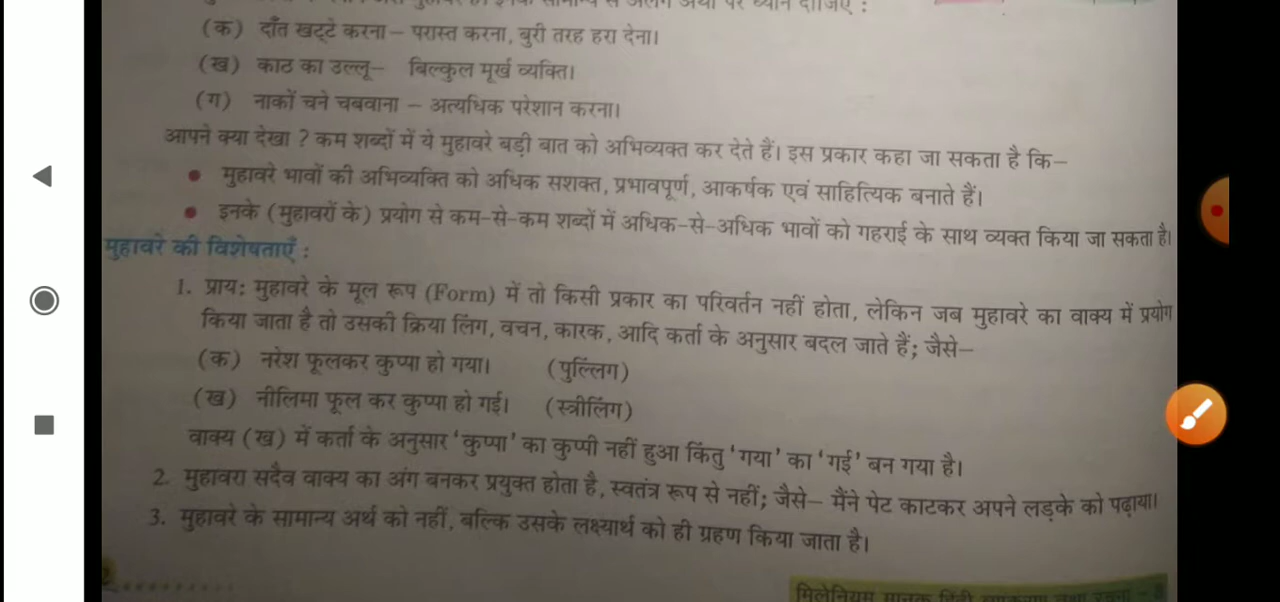 (क) दाँत खट्टे करना – परास्त करना, बुरी तरह हरा देना।
(ख) काठ का उल्लू– बिल्कुल मूर्ख व्यक्ति।
(ग) नाकों चने चबवाना – अत्यधिक परेशान करना।
आपने क्या देखा ? कम शब्दों में ये मुहावरे बड़ी बात को अभिव्यक्त कर देते हैं। इस प्रकार कहा जा सकता है कि–
• मुहावरे भावों की अभिव्यक्ति को अधिक सशक्त, प्रभावपूर्ण, आकर्षक एवं साहित्यिक बनाते हैं।
• इनके (मुहावरों के) प्रयोग से कम-से-कम शब्दों में अधिक-से-अधिक भावों को गहराई के साथ व्यक्त किया जा सकता है।
मुहावरे की विशेषताएँ :
1. प्राय: मुहावरे के मूल रूप (Form) में तो किसी प्रकार का परिवर्तन नहीं होता, लेकिन जब मुहावरे का वाक्य में प्रयोग
किया जाता है तो उसकी क्रिया लिंग, वचन, कारक, आदि कर्ता के अनुसार बदल जाते हैं; जैसे–
(क) नरेश फूलकर कुप्पा हो गया। (पुल्लिंग)
(ख) नीलिमा फूल कर कुप्पा हो गई। (स्त्रीलिंग)
वाक्य (ख) में कर्ता के अनुसार 'कुप्पा' का कुप्पी नहीं हुआ किंतु 'गया' का 'गई' बन गया है।
2. मुहावरा सदैव वाक्य का अंग बनकर प्रयुक्त होता है, स्वतंत्र रूप से नहीं; जैसे– मैंने पेट काटकर अपने लड़के को पढ़ाया।
3. मुहावरे के सामान्य अर्थ को नहीं, बल्कि उसके लक्ष्यार्थ को ही ग्रहण किया जाता है।
मिलेनियम मानक हिंदी